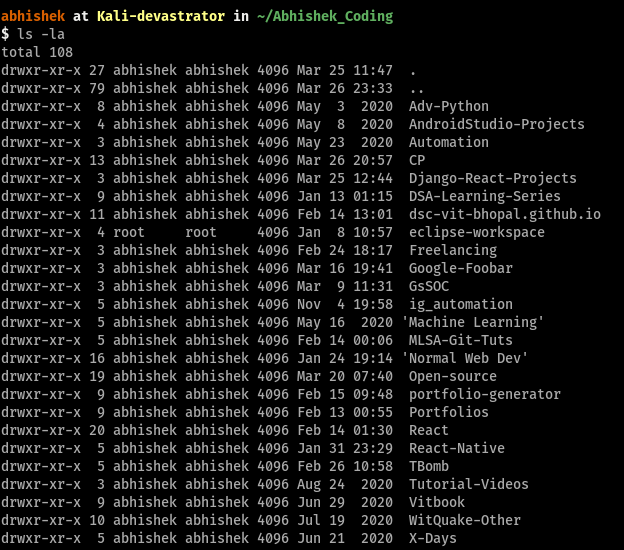 abhishek at Kali-devastrator in ~/Abhishek_Coding
$ ls -la
total 108
drwxr-xr-x 27 abhishek abhishek 4096 Mar 25 11:47  .
drwxr-xr-x 79 abhishek abhishek 4096 Mar 26 23:33  ..
drwxr-xr-x  8 abhishek abhishek 4096 May  3  2020  Adv-Python
drwxr-xr-x  4 abhishek abhishek 4096 May  8  2020  AndroidStudio-Projects
drwxr-xr-x  3 abhishek abhishek 4096 May 23  2020  Automation
drwxr-xr-x 13 abhishek abhishek 4096 Mar 26 20:57  CP
drwxr-xr-x  3 abhishek abhishek 4096 Mar 25 12:44  Django-React-Projects
drwxr-xr-x  9 abhishek abhishek 4096 Jan 13 01:15  DSA-Learning-Series
drwxr-xr-x 11 abhishek abhishek 4096 Feb 14 13:01  dsc-vit-bhopal.github.io
drwxr-xr-x  4 root     root     4096 Jan  8 10:57  eclipse-workspace
drwxr-xr-x  3 abhishek abhishek 4096 Feb 24 18:17  Freelancing
drwxr-xr-x  3 abhishek abhishek 4096 Mar 16 19:41  Google-Foobar
drwxr-xr-x  3 abhishek abhishek 4096 Mar  9 11:31  GsSOC
drwxr-xr-x  5 abhishek abhishek 4096 Nov  4 19:58  ig_automation
drwxr-xr-x  5 abhishek abhishek 4096 May 16  2020 'Machine Learning'
drwxr-xr-x  5 abhishek abhishek 4096 Feb 14 00:06  MLSA-Git-Tuts
drwxr-xr-x 16 abhishek abhishek 4096 Jan 24 19:14 'Normal Web Dev'
drwxr-xr-x 19 abhishek abhishek 4096 Mar 20 07:40  Open-source
drwxr-xr-x  9 abhishek abhishek 4096 Feb 15 09:48  portfolio-generator
drwxr-xr-x  9 abhishek abhishek 4096 Feb 13 00:55  Portfolios
drwxr-xr-x 20 abhishek abhishek 4096 Feb 14 01:30  React
drwxr-xr-x  5 abhishek abhishek 4096 Jan 31 23:29  React-Native
drwxr-xr-x  5 abhishek abhishek 4096 Feb 26 10:58  TBomb
drwxr-xr-x  3 abhishek abhishek 4096 Aug 24  2020  Tutorial-Videos
drwxr-xr-x  9 abhishek abhishek 4096 Jun 29  2020  Vitbook
drwxr-xr-x 10 abhishek abhishek 4096 Jul 19  2020  WitQuake-Other
drwxr-xr-x  5 abhishek abhishek 4096 Jun 21  2020  X-Days